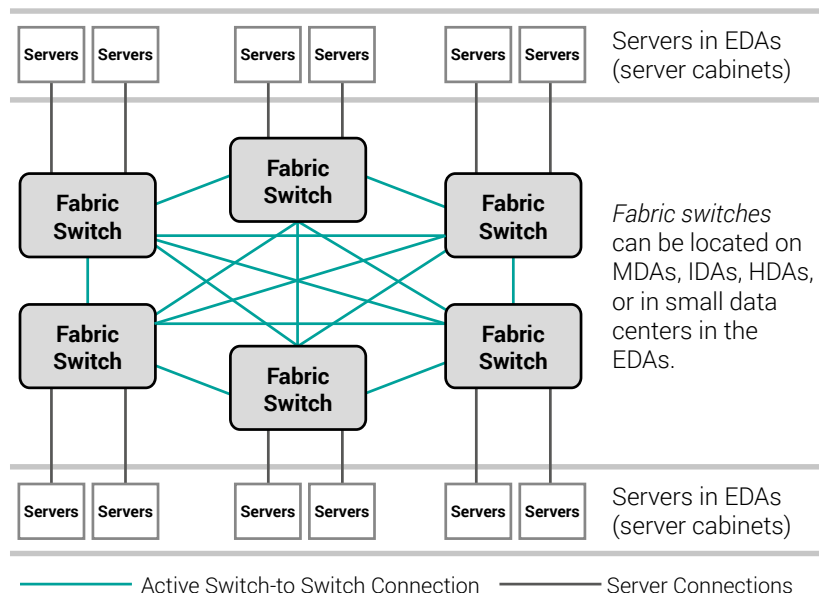 Servers Servers Servers Servers Servers Servers
Servers in EDAs
(server cabinets)
Fabric
Switch
Fabric
Switch
Fabric
Switch
Fabric switches
can be located on
MDAs, IDAs, HDAs,
or in small data
centers in the
EDAs.
Fabric
Switch
Fabric
Switch
Fabric
Switch
Servers Servers Servers Servers Servers Servers
Servers in EDAs
(server cabinets)
Active Switch-to Switch Connection
Server Connections